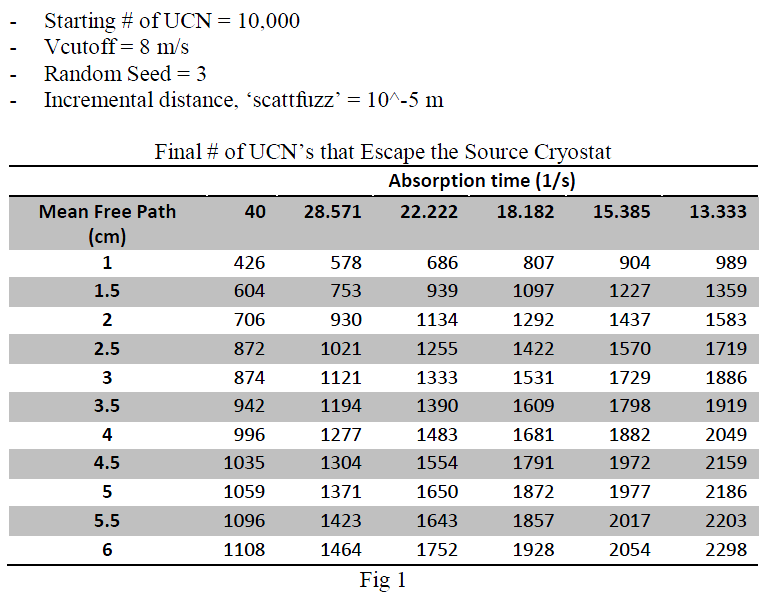 - Starting # of UCN = 10,000
- Vcutoff = 8 m/s
- Random Seed = 3
- Incremental distance, ‘scattfuzz’ = 10^-5 m
Final # of UCN’s that Escape the Source Cryostat
Absorption time (1/s)
Mean Free Path (cm) 40 28.571 22.222 18.182 15.385 13.333
1 426 578 686 807 904 989
1.5 604 753 939 1097 1227 1359
2 706 930 1134 1292 1437 1583
2.5 872 1021 1255 1422 1570 1719
3 874 1121 1333 1531 1729 1886
3.5 942 1194 1390 1609 1798 1919
4 996 1277 1483 1681 1882 2049
4.5 1035 1304 1554 1791 1972 2159
5 1059 1371 1650 1872 1977 2186
5.5 1096 1423 1643 1857 2017 2203
6 1108 1464 1752 1928 2054 2298
Fig 1